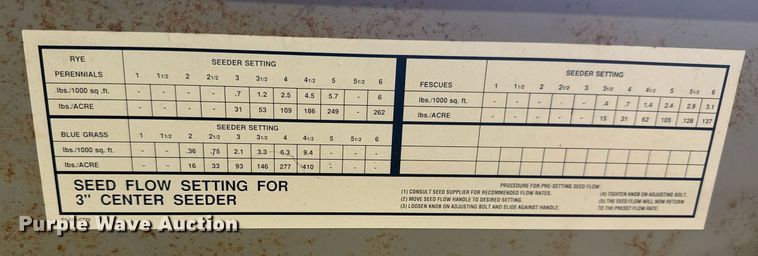 RYE PERENNIALS SEEDER SETTING
1 11/2 2 21/2 3 31/2 4 41/2 5 51/2 6
lbs./1000 sq .ft. - - - - .7 1.2 2.5 4.5 5.7 - 6
lbs./ACRE - - - - 31 53 109 186 249 - 262
BLUE GRASS SEEDER SETTING
1 11/2 2 21/2 3 31/2 4 41/2 5 51/2 6
lbs./1000 sq. ft. - - .36 .75 2.1 3.3 6.3 9.4 - - -
lbs./ACRE - - 16 33 93 146 277 410 - - -
FESCUES SEEDER SETTING
1 11/2 2 21/2 3 31/2 4 41/2 5 51/2 6
lbs./1000 sq. ft. - - - - - .4 .7 1.4 2.4 2.9 3.1
lbs./ACRE - - - - - 15 31 62 105 128 137
SEED FLOW SETTING FOR
3" CENTER SEEDER
PROCEDURE FOR PRE-SETTING SEED FLOW:
(1) CONSULT SEED SUPPLIER FOR RECOMMENDED FLOW RATES.
(2) MOVE SEED FLOW HANDLE TO DESIRED SETTING.
(3) LOOSEN KNOB ON ADJUSTING BOLT AND SLIDE AGAINST HANDLE.
(4) TIGHTEN KNOB ON ADJUSTING BOLT.
(5) THE SEED FLOW WILL NOW RETURN
TO THE PRESET FLOW RATE.
Purple Wave Auction